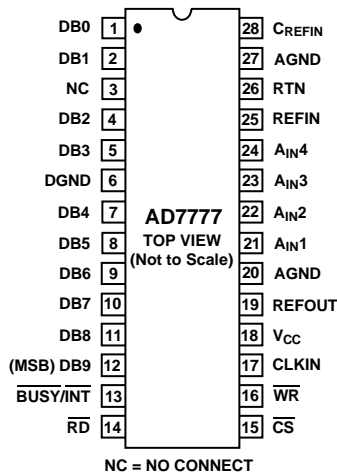 DB0 1 28 CREFIN
DB1 2 27 AGND
NC 3 26 RTN
DB2 4 25 REFIN
DB3 5 24 AIN4
DGND 6 23 AIN3
DB4 7 22 AIN2
AD7777
DB5 8 21 AIN1
TOP VIEW
(Not to Scale)
DB6 9 20 AGND
DB7 10 19 REFOUT
DB8 11 18 VCC
(MSB) DB9 12 17 CLKIN
BUSY/INT 13 16 WR
RD 14 15 CS
NC = NO CONNECT